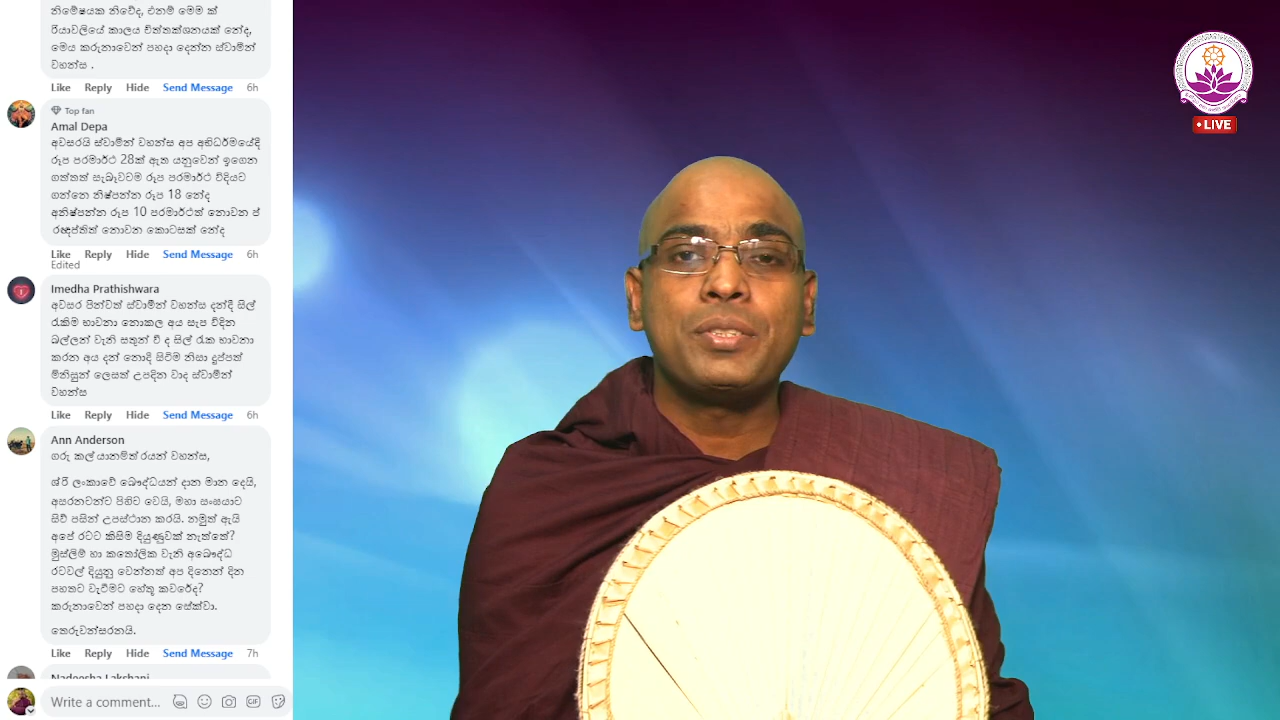 නිමේෂයක නිවේද, එනම් මෙම ක්
රියාවලියේ කාලය චිත්තක්ශනයක් නේද,
මෙය කරුනාවෙන් පහදා දෙන්න ස්වාමීන්
වහන්ස .
Like Reply Hide Send Message 6h
Top fan
Amal Depa
අවසරයි ස්වාමීන් වහන්ස අප අභිධර්මයේදී
රූප පරමාර්ථ 28ක් ඇත යනුවෙන් ඉගෙන
ගත්තත් සැබෑවටම රූප පරමාර්ථ විදියට
ගන්නෙ නිෂ්පන්න රූප 18 නේද
අනිෂ්පන්න රූප 10 පරමාර්ථක් නොවන ප්
රඥප්තිත් නොවන කොටසක් නේද
Like Reply Hide Send Message 6h
Edited
Imedha Prathishwara
අවසර පින්වත් ස්වාමීන් වහන්ස දන්දී සිල්
රැකිම භාවනා නොකල අය සැප විදින
බල්ලන් වැනි සතුන් වී ද සිල් රැක භාවනා
කරන අය දන් නොදි සිටිම නිසා දුප්පත්
මිනිසුන් ලෙසත් උපදින වාද ස්වාමීන්
වහන්ස
Like Reply Hide Send Message 6h
Ann Anderson
ගරු කල් යානමිත් රයන් වහන්ස,
ශ්රි ලංකාවේ බෞද්ධයන් දාන මාන දෙයි,
අසරනවන්ට පිහිට වෙයි, මහා සංඝයාට
සිව් පසින් උපස්ථාන කරයි. නමුත් ඇයි
අපේ රටට කිසිම දියුණුවක් නැත්තේ?
මුස්ලිම් හා කතෝලික වැනි අබෞද්ධ
රටවල් දියුනු වෙන්නත් අප දිනෙන් දින
පහතට වැටීමට හේතු කවරේද?
කරුනාවෙන් පහදා දෙන සේක්වා.
තෙරුවන්සරනයි.
Like Reply Hide Send Message 7h
Nadeesha Lakshani
Write a comment...
GIF
LIVE